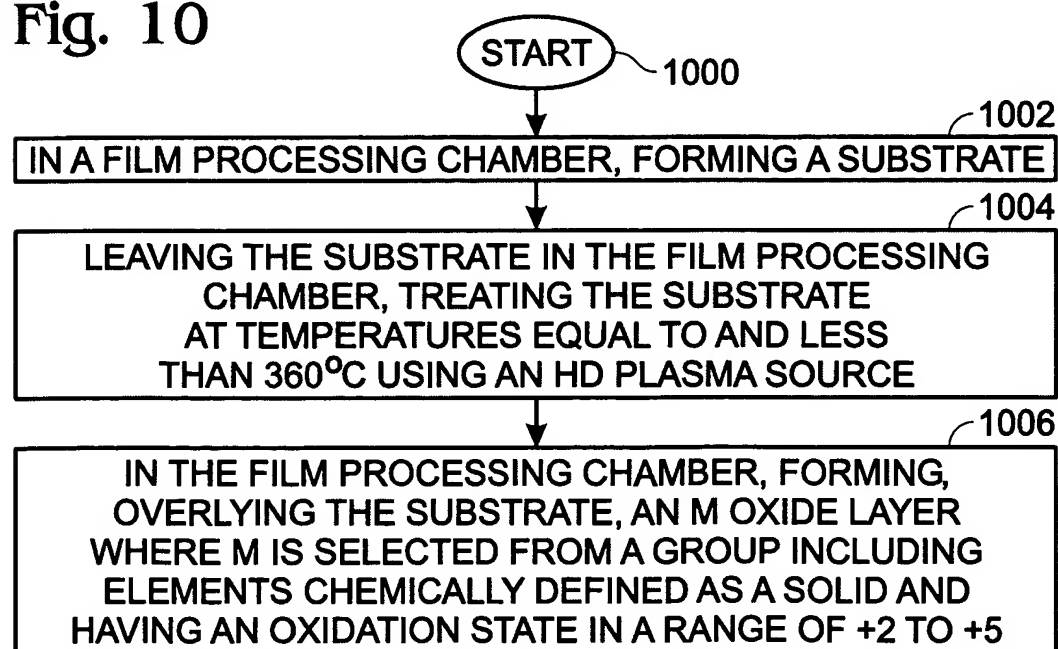 Fig. 10
START
1000
1002
IN A FILM PROCESSING CHAMBER, FORMING A SUBSTRATE
1004
LEAVING THE SUBSTRATE IN THE FILM PROCESSING
CHAMBER, TREATING THE SUBSTRATE
AT TEMPERATURES EQUAL TO AND LESS
THAN 360°C USING AN HD PLASMA SOURCE
1006
IN THE FILM PROCESSING CHAMBER, FORMING,
OVERLYING THE SUBSTRATE, AN M OXIDE LAYER
WHERE M IS SELECTED FROM A GROUP INCLUDING
ELEMENTS CHEMICALLY DEFINED AS A SOLID AND
HAVING AN OXIDATION STATE IN A RANGE OF +2 TO +5